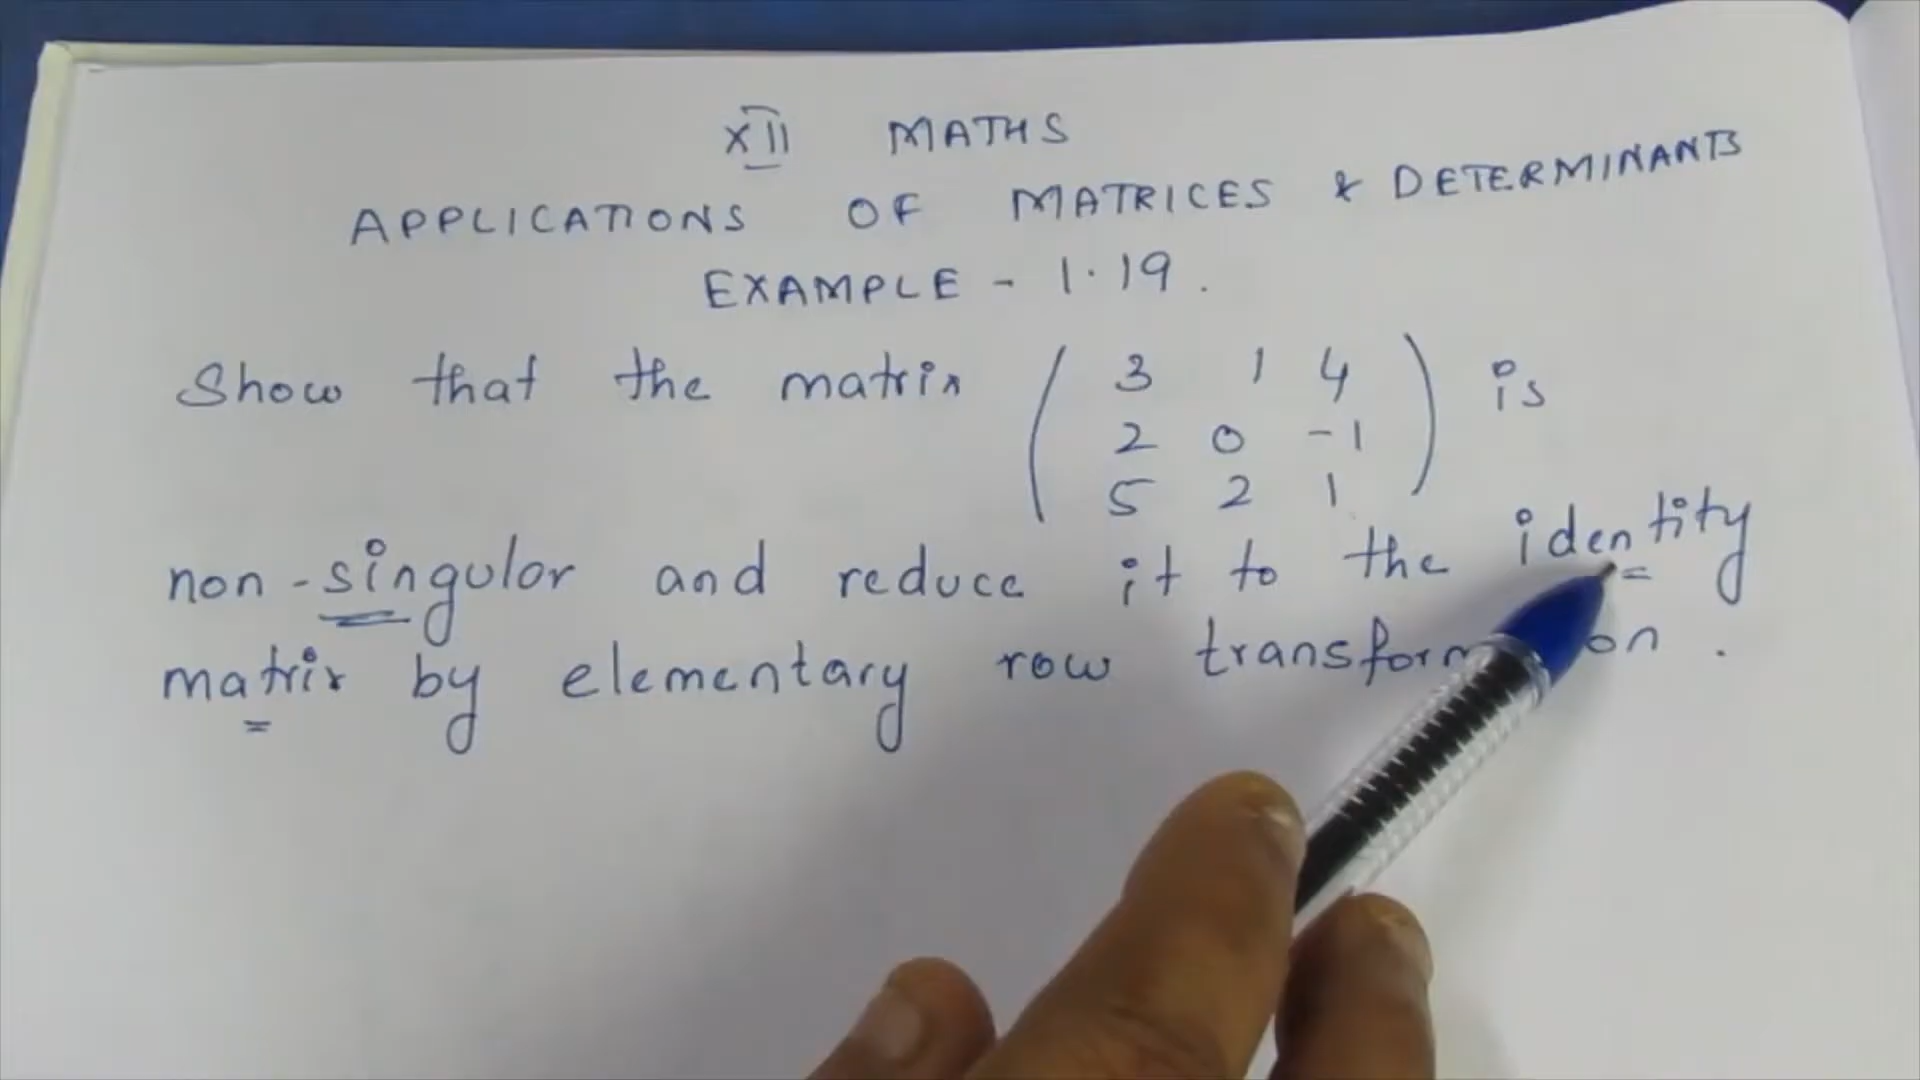 XII MATHS
APPLICATIONS OF MATRICES & DETERMINANTS
EXAMPLE - 1.19.
Show that the matrix ( 3 1 4 ) is
2 0 -1
5 2 1
non-singular and reduce it to the identity
matrix by elementary row